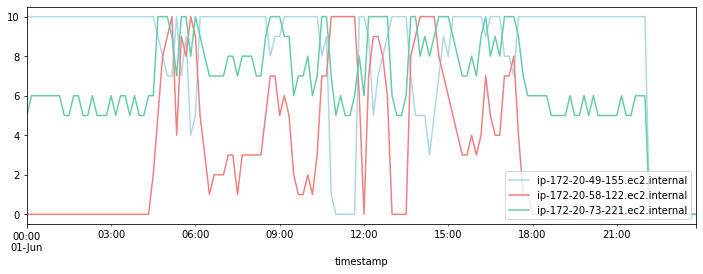 10
8
6
4
2
0
00:00 03:00 06:00 09:00 12:00 15:00 18:00 21:00
01-Jun
timestamp
ip-172-20-49-155.ec2.internal
ip-172-20-58-122.ec2.internal
ip-172-20-73-221.ec2.internal